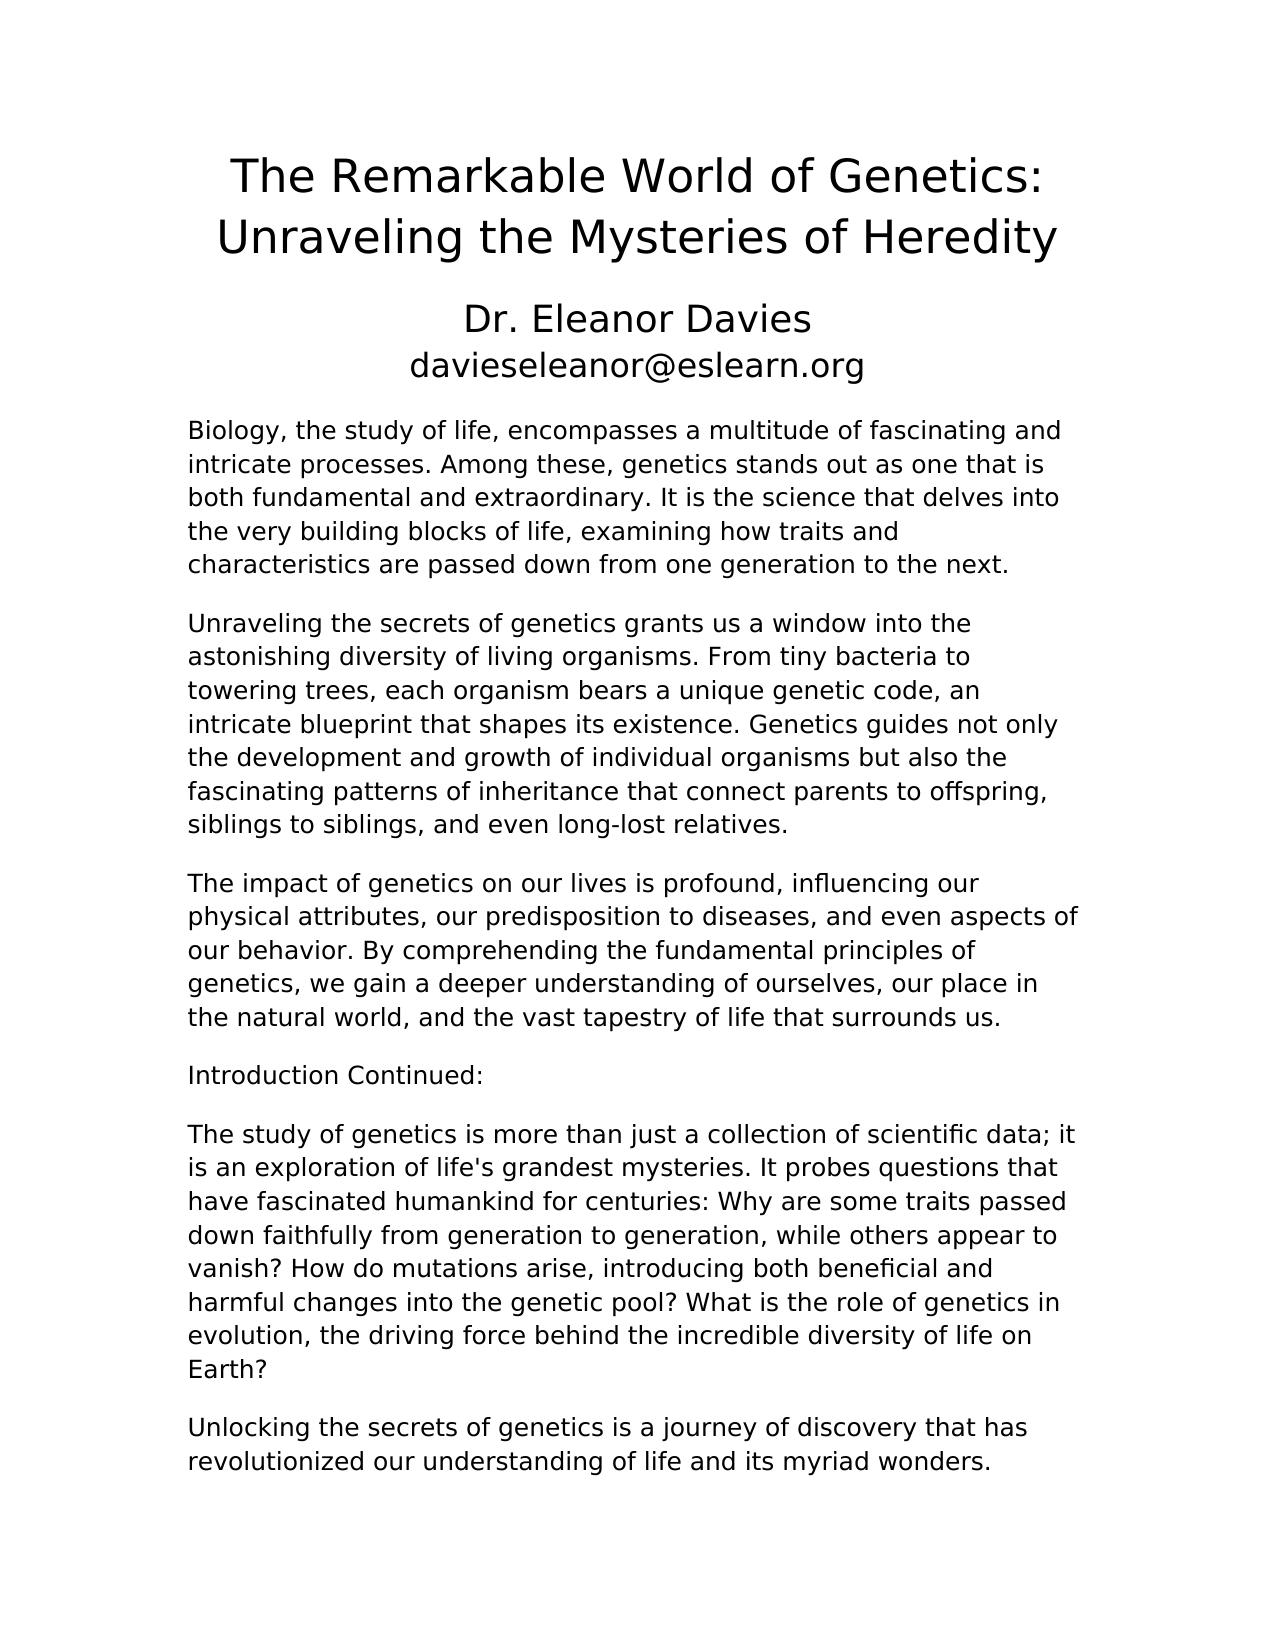 The Remarkable World of Genetics:
Unraveling the Mysteries of Heredity
Dr. Eleanor Davies
davieseleanor@eslearn.org
Biology, the study of life, encompasses a multitude of fascinating and
intricate processes. Among these, genetics stands out as one that is
both fundamental and extraordinary. It is the science that delves into
the very building blocks of life, examining how traits and
characteristics are passed down from one generation to the next.
Unraveling the secrets of genetics grants us a window into the
astonishing diversity of living organisms. From tiny bacteria to
towering trees, each organism bears a unique genetic code, an
intricate blueprint that shapes its existence. Genetics guides not only
the development and growth of individual organisms but also the
fascinating patterns of inheritance that connect parents to offspring,
siblings to siblings, and even long-lost relatives.
The impact of genetics on our lives is profound, influencing our
physical attributes, our predisposition to diseases, and even aspects of
our behavior. By comprehending the fundamental principles of
genetics, we gain a deeper understanding of ourselves, our place in
the natural world, and the vast tapestry of life that surrounds us.
Introduction Continued:
The study of genetics is more than just a collection of scientific data; it
is an exploration of life's grandest mysteries. It probes questions that
have fascinated humankind for centuries: Why are some traits passed
down faithfully from generation to generation, while others appear to
vanish? How do mutations arise, introducing both beneficial and
harmful changes into the genetic pool? What is the role of genetics in
evolution, the driving force behind the incredible diversity of life on
Earth?
Unlocking the secrets of genetics is a journey of discovery that has
revolutionized our understanding of life and its myriad wonders.